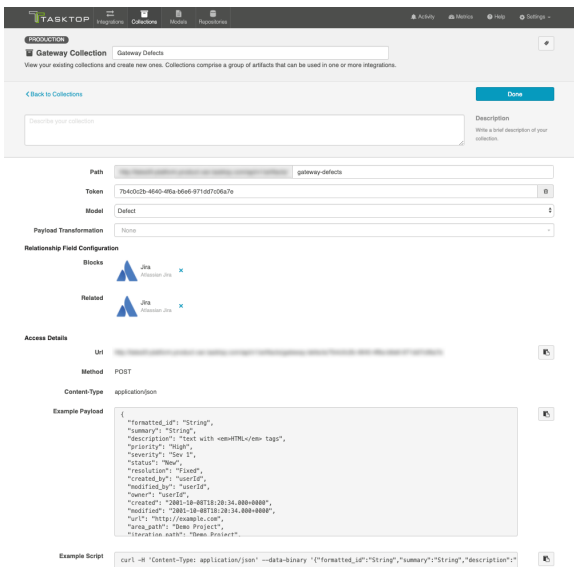 TASKTOP
Integrations
Collections
Models
Repositories
Activity
Metrics
Help
Settings
PRODUCTION
Gateway Collection
Gateway Defects
View your existing collections and create new ones. Collections comprise a group of artifacts that can be used in one or more integrations.
Back to Collections
Done
Describe your collection
Description
Write a brief description of your
collection.
Path
gateway-defects
Token
7b4c0c2b-4640-4f6a-b6e6-971dd7c06a7e
Model
Defect
Payload Transformation
None
Relationship Field Configuration
Blocks
Jira
Atlassian Jira
Related
Jira
Atlassian Jira
Access Details
Url
Method
POST
Content-Type
application/json
Example Payload
{
"formatted_id": "String",
"summary": "String",
"description": "text with <em>HTML</em> tags",
"priority": "High",
"severity": "Sev 1",
"status": "New",
"resolution": "Fixed",
"created_by": "userId",
"modified_by": "userId",
"owner": "userId",
"created": "2001-10-08T18:20:34.000+0000",
"modified": "2001-10-08T18:20:34.000+0000",
"url": "http://example.com",
"area_path": "Demo Project",
"iteration_path": "Demo Project",
Example Script
curl -H 'Content-Type: application/json' --data-binary '{"formatted_id":"String","summary":"String","description":"